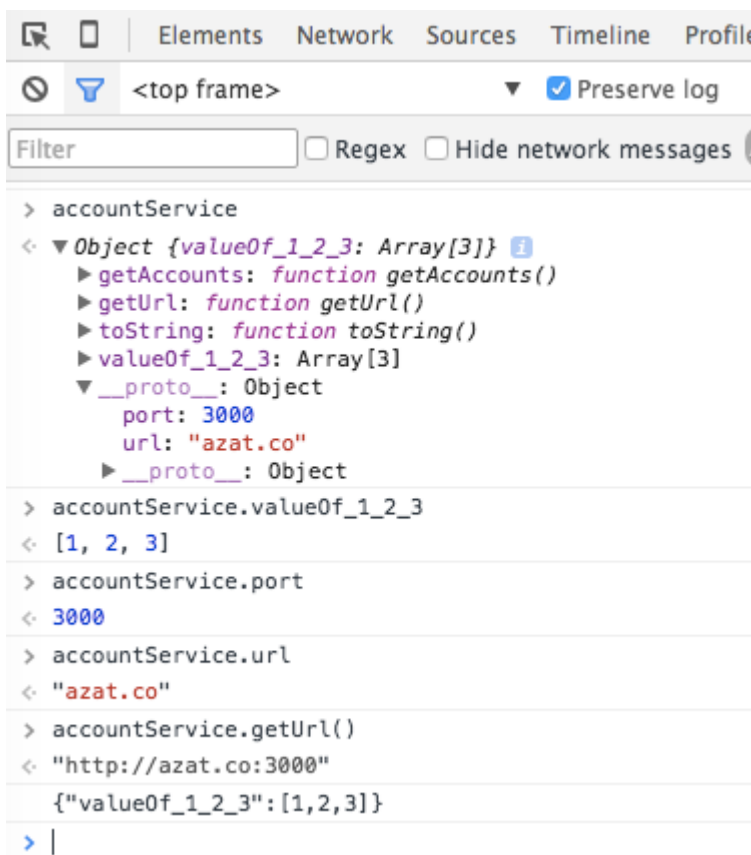 Elements Network Sources Timeline Profile
<top frame> ▼ Preserve log
Filter Regex Hide network messages
> accountService
<· ▼ Object {valueOf_1_2_3: Array[3]} i
▶ getAccounts: function getAccounts()
▶ getUrl: function getUrl()
▶ toString: function toString()
▶ valueOf_1_2_3: Array[3]
▼ __proto__: Object
port: 3000
url: "azat.co"
▶ __proto__: Object
> accountService.valueOf_1_2_3
<· [1, 2, 3]
> accountService.port
<· 3000
> accountService.url
<· "azat.co"
> accountService.getUrl()
<· "http://azat.co:3000"
{"valueOf_1_2_3":[1,2,3]}
>